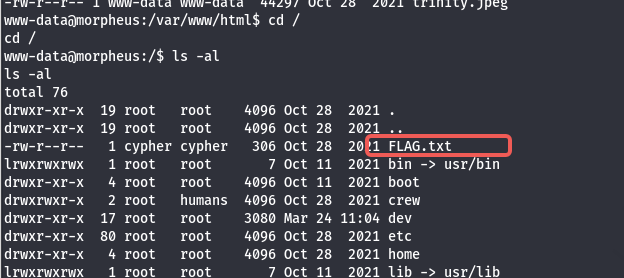 -rw-r--r-- 1 www-data www-data 44297 Oct 28 2021 trinity.jpeg
www-data@morpheus:/var/www/html$ cd /
cd /
www-data@morpheus:/$ ls -al
ls -al
total 76
drwxr-xr-x 19 root root 4096 Oct 28 2021 .
drwxr-xr-x 19 root root 4096 Oct 28 2021 ..
-rw-r--r-- 1 cypher cypher 306 Oct 28 2021 FLAG.txt
lrwxrwxrwx 1 root root 7 Oct 11 2021 bin -> usr/bin
drwxr-xr-x 4 root root 4096 Oct 11 2021 boot
drwxrwxr-x 2 root humans 4096 Oct 28 2021 crew
drwxr-xr-x 17 root root 3080 Mar 24 11:04 dev
drwxr-xr-x 80 root root 4096 Oct 28 2021 etc
drwxr-xr-x 4 root root 4096 Oct 28 2021 home
lrwxrwxrwx 1 root root 7 Oct 11 2021 lib -> usr/lib